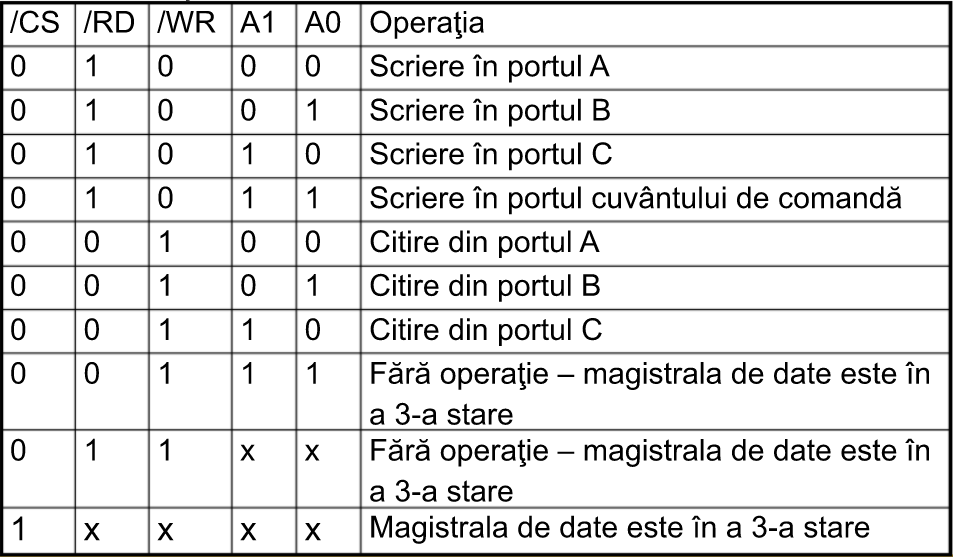 /CS /RD /WR A1 A0 Operaţia
0 1 0 0 0 Scriere în portul A
0 1 0 0 1 Scriere în portul B
0 1 0 1 0 Scriere în portul C
0 1 0 1 1 Scriere în portul cuvântului de comandă
0 0 1 0 0 Citire din portul A
0 0 1 0 1 Citire din portul B
0 0 1 1 0 Citire din portul C
0 0 1 1 1 Fără operaţie – magistrala de date este în
a 3-a stare
0 1 1 x x Fără operaţie – magistrala de date este în
a 3-a stare
1 x x x x Magistrala de date este în a 3-a stare